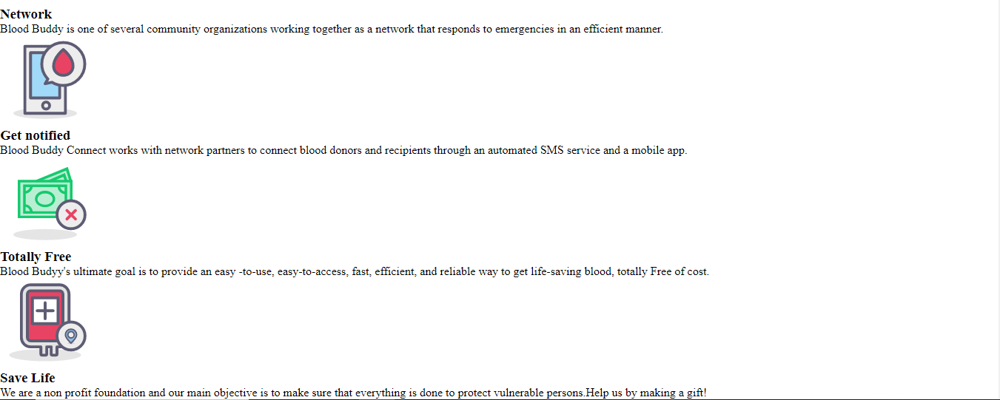 Network
Blood Buddy is one of several community organizations working together as a network that responds to emergencies in an efficient manner.
Get notified
Blood Buddy Connect works with network partners to connect blood donors and recipients through an automated SMS service and a mobile app.
Totally Free
Blood Budyy's ultimate goal is to provide an easy -to-use, easy-to-access, fast, efficient, and reliable way to get life-saving blood, totally Free of cost.
Save Life
We are a non profit foundation and our main objective is to make sure that everything is done to protect vulnerable persons.Help us by making a gift!